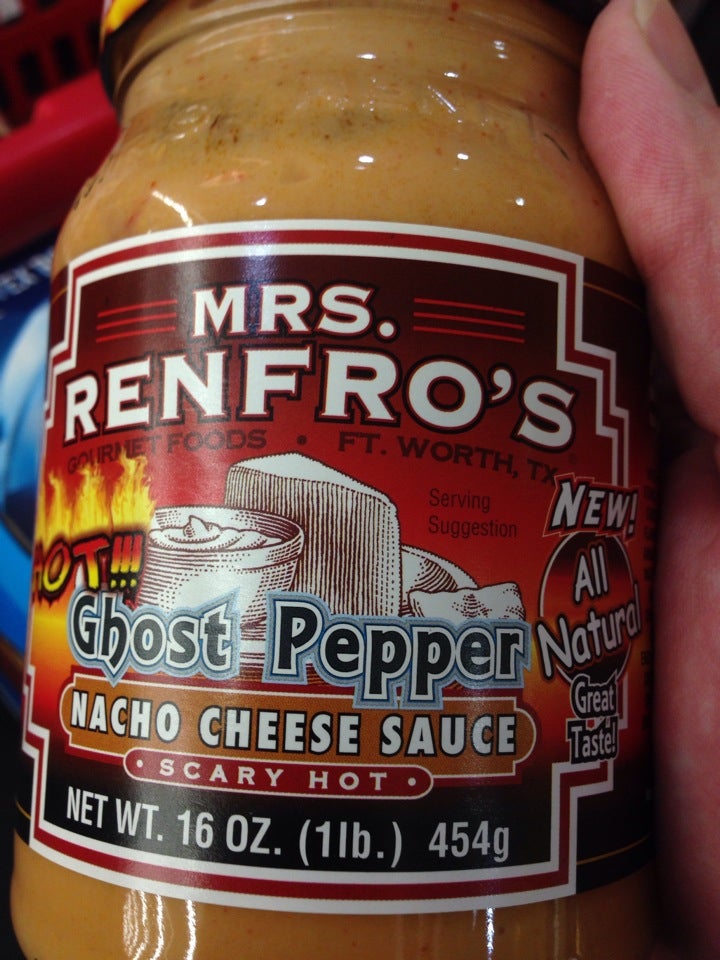 MRS.
RENFRO'S
GOURMET FOODS • FT. WORTH, TX
Serving
Suggestion
NEW!
All
Natural
Great
Taste!
HOT!!!
Ghost Pepper
NACHO CHEESE SAUCE
• SCARY HOT •
NET WT. 16 OZ. (1lb.) 454g